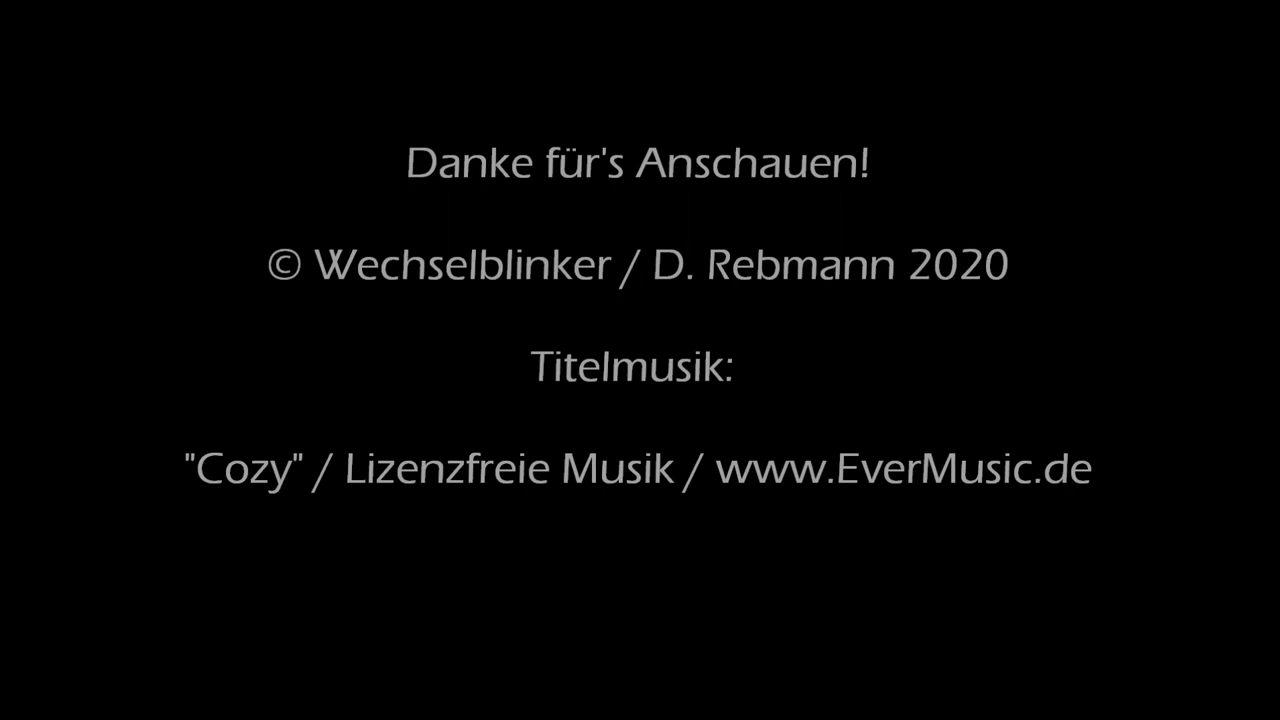 Danke für's Anschauen!
© Wechselblinker / D. Rebmann 2020
Titelmusik:
"Cozy" / Lizenzfreie Musik / www.EverMusic.de